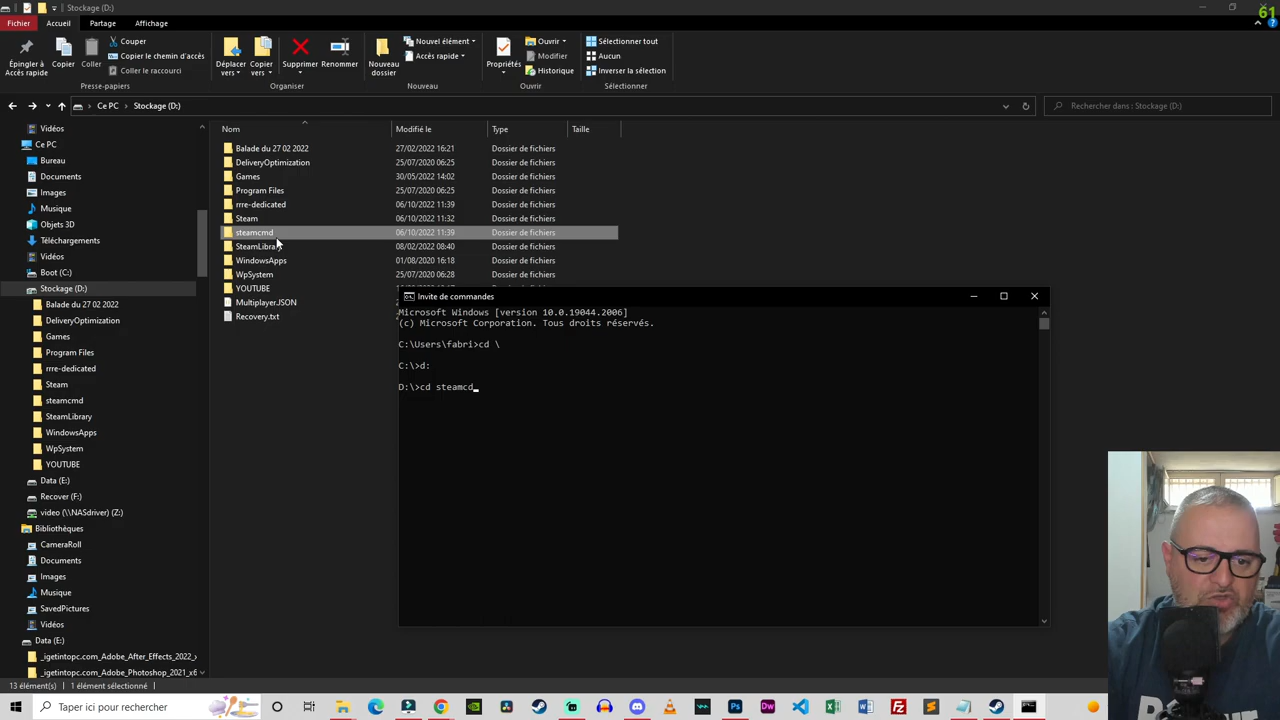 Stockage (D:)
61
Fichier
Accueil
Partage
Affichage
Épingler à
Accès rapide
Copier
Coller
Couper
Copier le chemin d'accès
Coller le raccourci
Presse-papiers
Déplacer
vers
Copier
vers
Supprimer
Renommer
Organiser
Nouveau
dossier
Nouvel élément
Accès rapide
Nouveau
Propriétés
Ouvrir
Modifier
Historique
Ouvrir
Sélectionner tout
Aucun
Inverser la sélection
Sélectionner
Ce PC > Stockage (D:)
Rechercher dans : Stockage (D:)
Vidéos
Ce PC
Bureau
Documents
Images
Musique
Objets 3D
Téléchargements
Vidéos
Boot (C:)
Stockage (D:)
Balade du 27 02 2022
DeliveryOptimization
Games
Program Files
rrre-dedicated
Steam
steamcmd
SteamLibrary
WindowsApps
WpSystem
YOUTUBE
Data (E:)
Recover (F:)
video (\\NASdriver) (Z:)
Bibliothèques
CameraRoll
Documents
Images
Musique
SavedPictures
Vidéos
Data (E:)
_igetintopc.com_Adobe_After_Effects_2022_x
_igetintopc.com_Adobe_Photoshop_2021_x6
Nom Modifié le Type Taille
Balade du 27 02 2022 27/02/2022 16:21 Dossier de fichiers
DeliveryOptimization 25/07/2020 06:25 Dossier de fichiers
Games 30/05/2022 14:02 Dossier de fichiers
Program Files 25/07/2020 06:25 Dossier de fichiers
rrre-dedicated 06/10/2022 11:39 Dossier de fichiers
Steam 06/10/2022 11:32 Dossier de fichiers
steamcmd 06/10/2022 11:39 Dossier de fichiers
SteamLibrary 08/02/2022 08:40 Dossier de fichiers
WindowsApps 01/08/2020 16:18 Dossier de fichiers
WpSystem 25/07/2020 06:28 Dossier de fichiers
YOUTUBE
Multiplayer.JSON
Recovery.txt
Invite de commandes
Microsoft Windows [version 10.0.19044.2006]
(c) Microsoft Corporation. Tous droits réservés.
C:\Users\fabri>cd \
C:\>d:
D:\>cd steamcd_
13 élément(s) 1 élément sélectionné
Taper ici pour rechercher